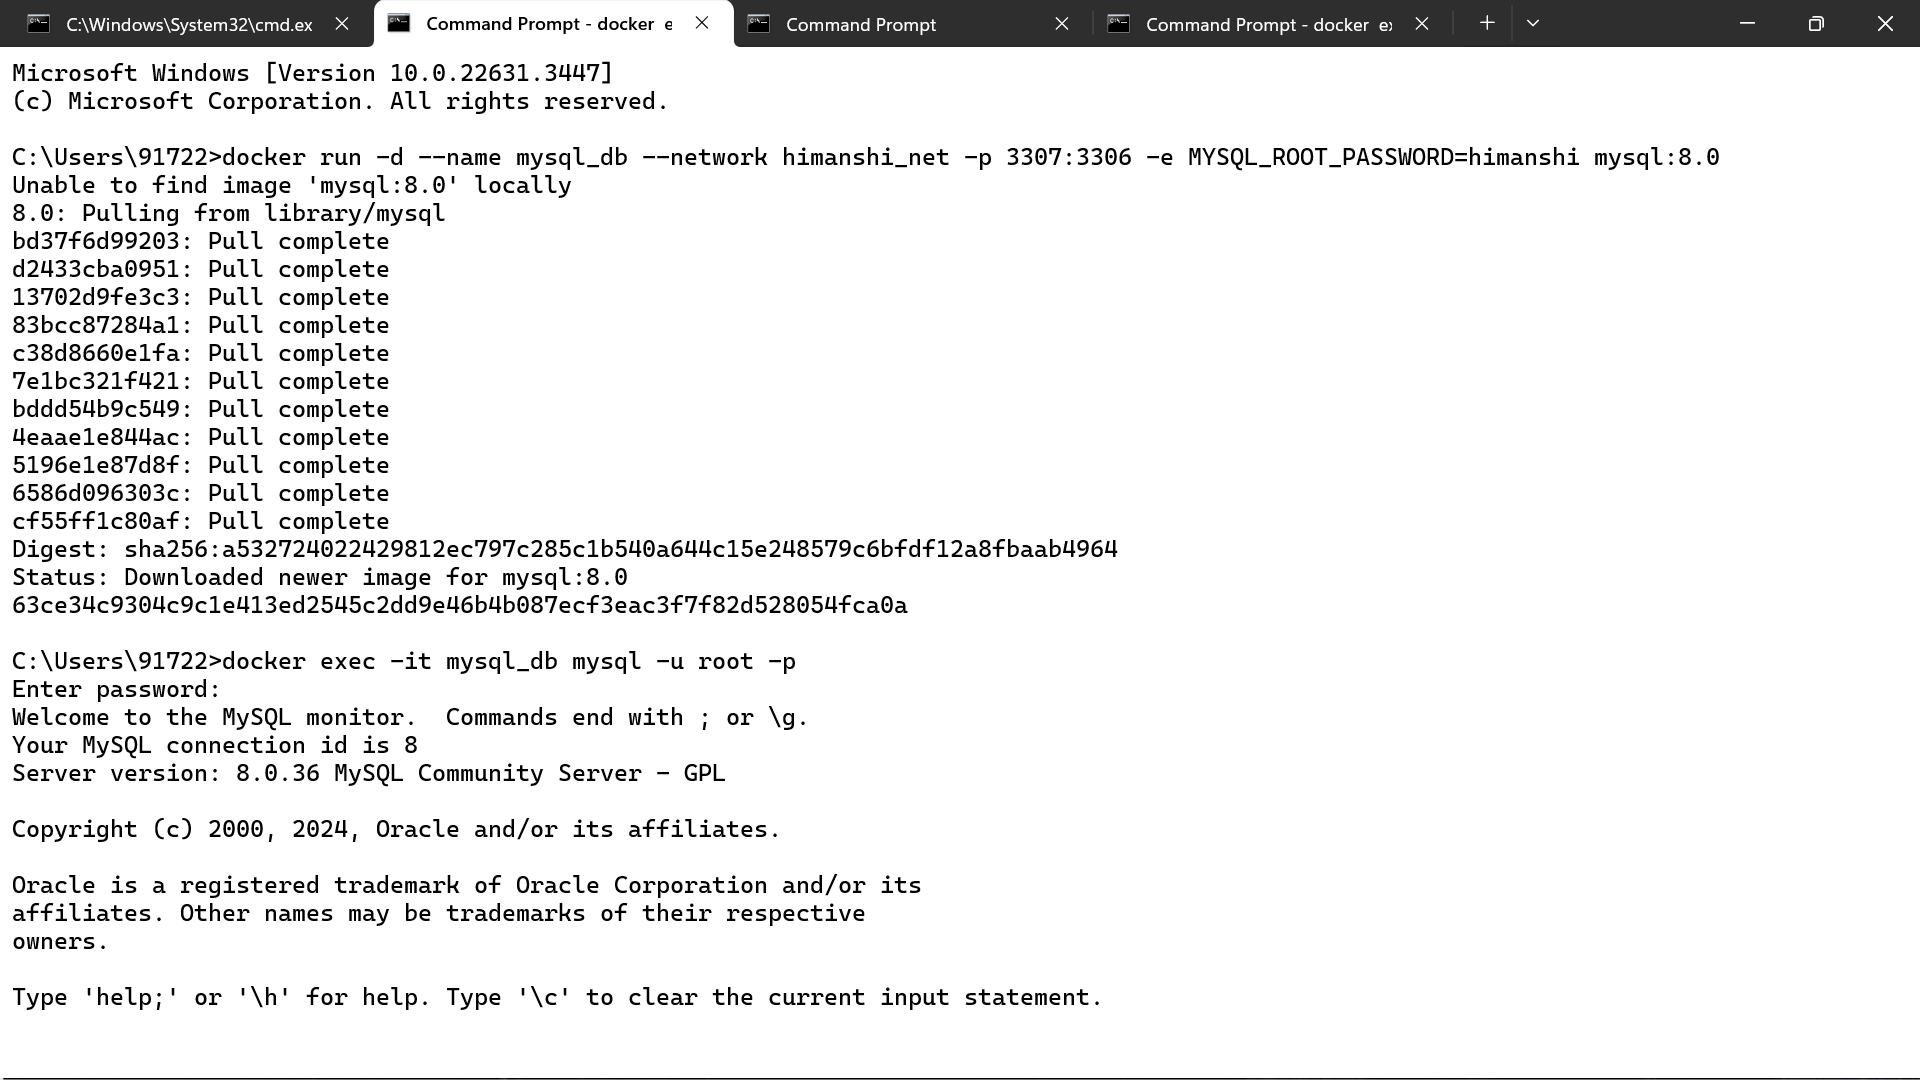 C:\Windows\System32\cmd.ex
Command Prompt - docker e
Command Prompt
Command Prompt - docker ex
Microsoft Windows [Version 10.0.22631.3447]
(c) Microsoft Corporation. All rights reserved.
C:\Users\91722>docker run -d --name mysql_db --network himanshi_net -p 3307:3306 -e MYSQL_ROOT_PASSWORD=himanshi mysql:8.0
Unable to find image 'mysql:8.0' locally
8.0: Pulling from library/mysql
bd37f6d99203: Pull complete
d2433cba0951: Pull complete
13702d9fe3c3: Pull complete
83bcc87284a1: Pull complete
c38d8660e1fa: Pull complete
7e1bc321f421: Pull complete
bddd54b9c549: Pull complete
4eaae1e844ac: Pull complete
5196e1e87d8f: Pull complete
6586d096303c: Pull complete
cf55ff1c80af: Pull complete
Digest: sha256:a532724022429812ec797c285c1b540a644c15e248579c6bfdf12a8fbaab4964
Status: Downloaded newer image for mysql:8.0
63ce34c9304c9c1e413ed2545c2dd9e46b4b087ecf3eac3f7f82d528054fca0a
C:\Users\91722>docker exec -it mysql_db mysql -u root -p
Enter password:
Welcome to the MySQL monitor.  Commands end with ; or \g.
Your MySQL connection id is 8
Server version: 8.0.36 MySQL Community Server - GPL
Copyright (c) 2000, 2024, Oracle and/or its affiliates.
Oracle is a registered trademark of Oracle Corporation and/or its
affiliates. Other names may be trademarks of their respective
owners.
Type 'help;' or '\h' for help. Type '\c' to clear the current input statement.